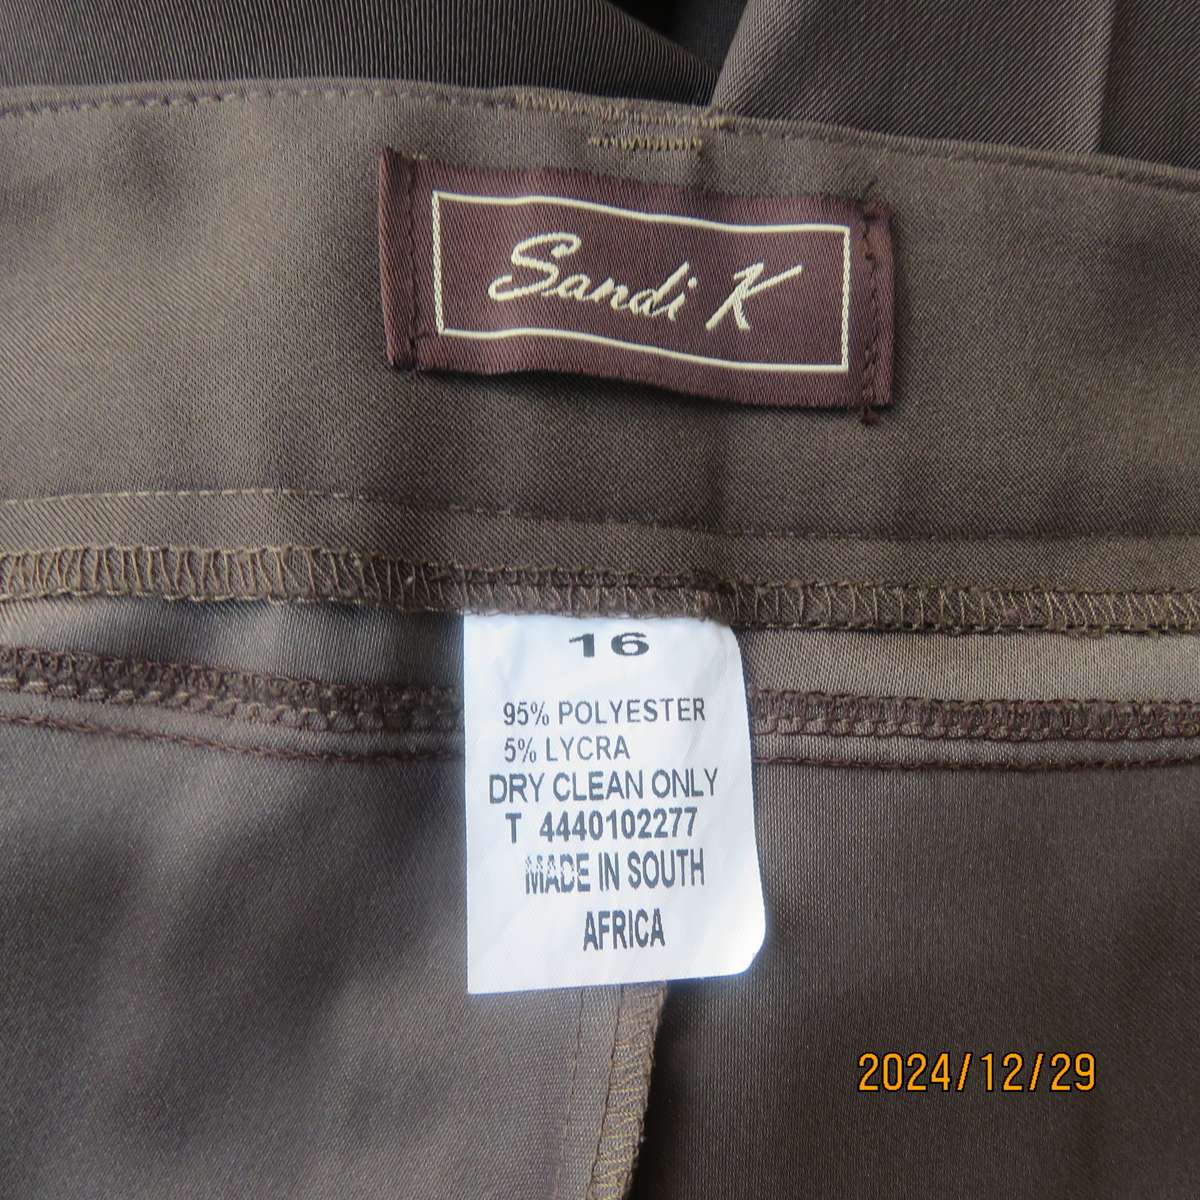 Sandi K
16
95% POLYESTER
5% LYCRA
DRY CLEAN ONLY
T 4440102277
MADE IN SOUTH
AFRICA
2024/12/29